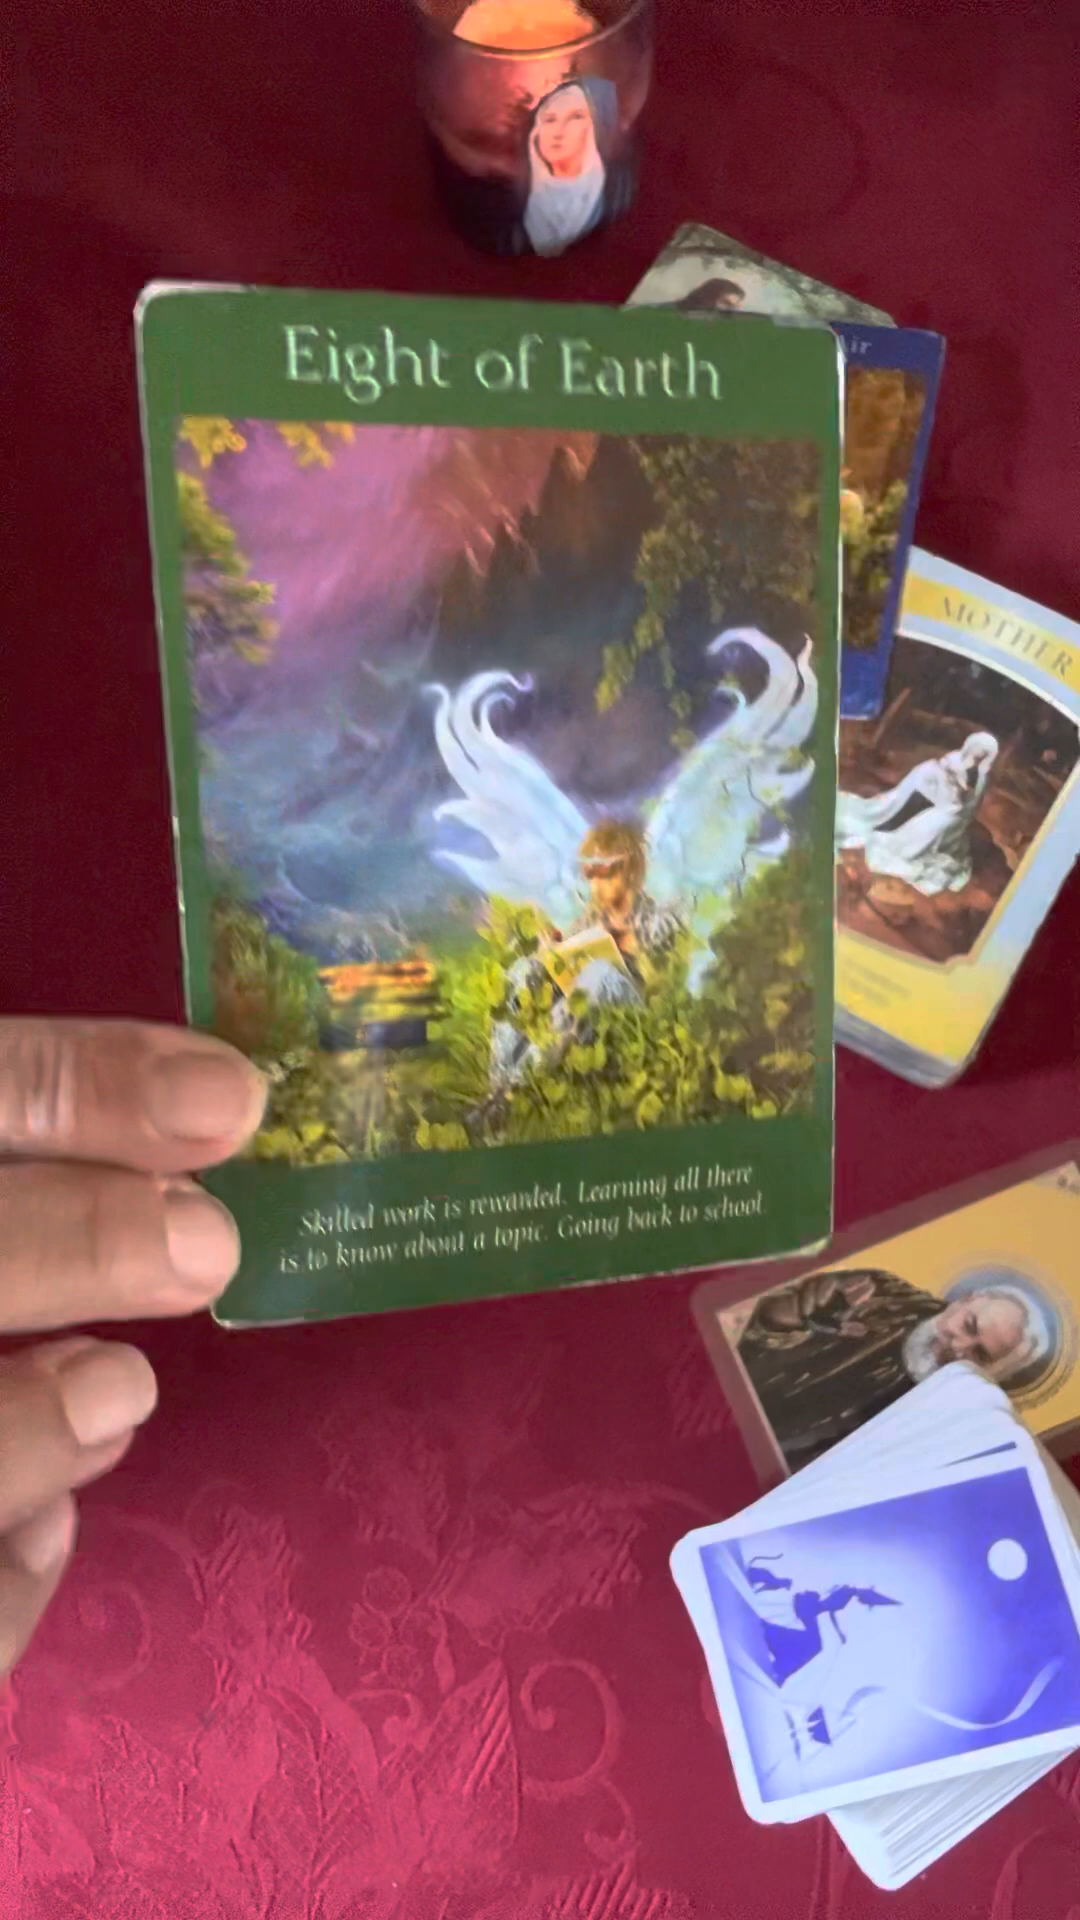 Eight of Earth
Air
MOTHER
Skilled work is rewarded. Learning all there
is to know about a topic. Going back to school.